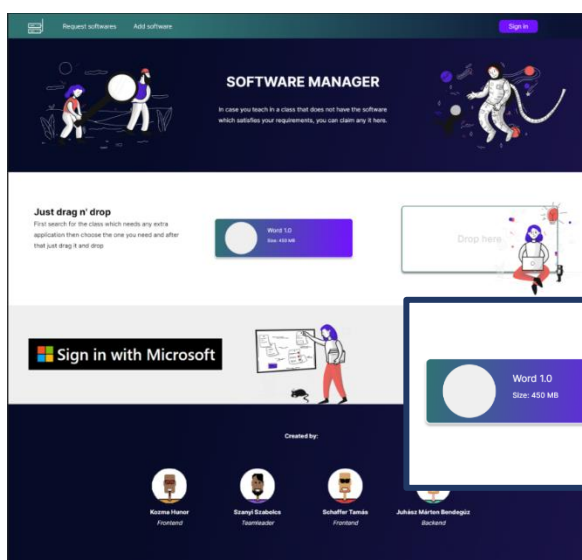 Request softwares
Add software
Sign in
SOFTWARE MANAGER
In case you teach in a class that does not have the software
which satisfies your requirements, you can claim any it here.
Just drag n' drop
First search for the class which needs any extra
application then choose the one you need and after
that just drag it and drop
Word 1.0
Size: 450 MB
Drop here
Sign in with Microsoft
Word 1.0
Size: 450 MB
Created by:
Kozma Hunor
Frontend
Szanyi Szabolcs
Teamleader
Schaffer Tamás
Frontend
Juhász Márton Bendegúz
Backend